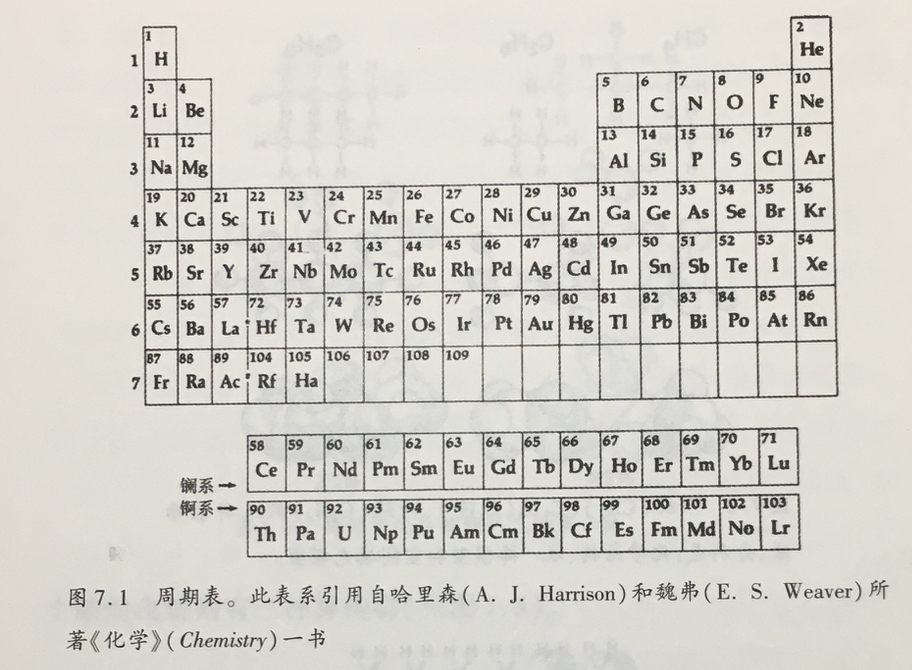 1 2
1 H He
3 4 5 6 7 8 9 10
2 Li Be B C N O F Ne
11 12 13 14 15 16 17 18
3 Na Mg Al Si P S Cl Ar
19 20 21 22 23 24 25 26 27 28 29 30 31 32 33 34 35 36
4 K Ca Sc Ti V Cr Mn Fe Co Ni Cu Zn Ga Ge As Se Br Kr
37 38 39 40 41 42 43 44 45 46 47 48 49 50 51 52 53 54
5 Rb Sr Y Zr Nb Mo Tc Ru Rh Pd Ag Cd In Sn Sb Te I Xe
55 56 57 72 73 74 75 76 77 78 79 80 81 82 83 84 85 86
6 Cs Ba La* Hf Ta W Re Os Ir Pt Au Hg Tl Pb Bi Po At Rn
87 88 89 104 105 106 107 108 109
7 Fr Ra Ac* Rf Ha
58 59 60 61 62 63 64 65 66 67 68 69 70 71
Ce Pr Nd Pm Sm Eu Gd Tb Dy Ho Er Tm Yb Lu
镧系→
锕系→
90 91 92 93 94 95 96 97 98 99 100 101 102 103
Th Pa U Np Pu Am Cm Bk Cf Es Fm Md No Lr
图 7.1 周期表。此表系引用自哈里森(A. J. Harrison)和魏弗(E. S. Weaver)所
著《化学》(Chemistry)一书